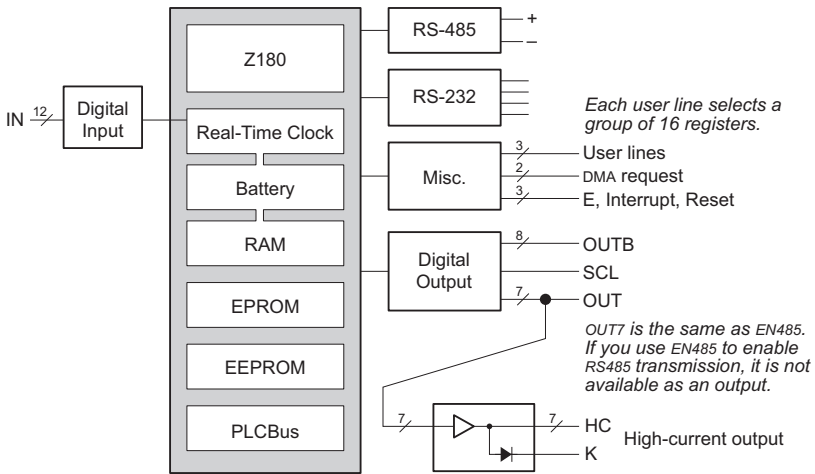 IN
12
Digital
Input
Z180
Real-Time Clock
Battery
RAM
EPROM
EEPROM
PLCBus
RS-485
+
–
RS-232
Each user line selects a
group of 16 registers.
Misc.
3
User lines
2
DMA request
3
E, Interrupt, Reset
Digital
Output
8
OUTB
SCL
7
OUT
OUT7 is the same as EN485.
If you use EN485 to enable
RS485 transmission, it is not
available as an output.
7
7
HC
K
High-current output